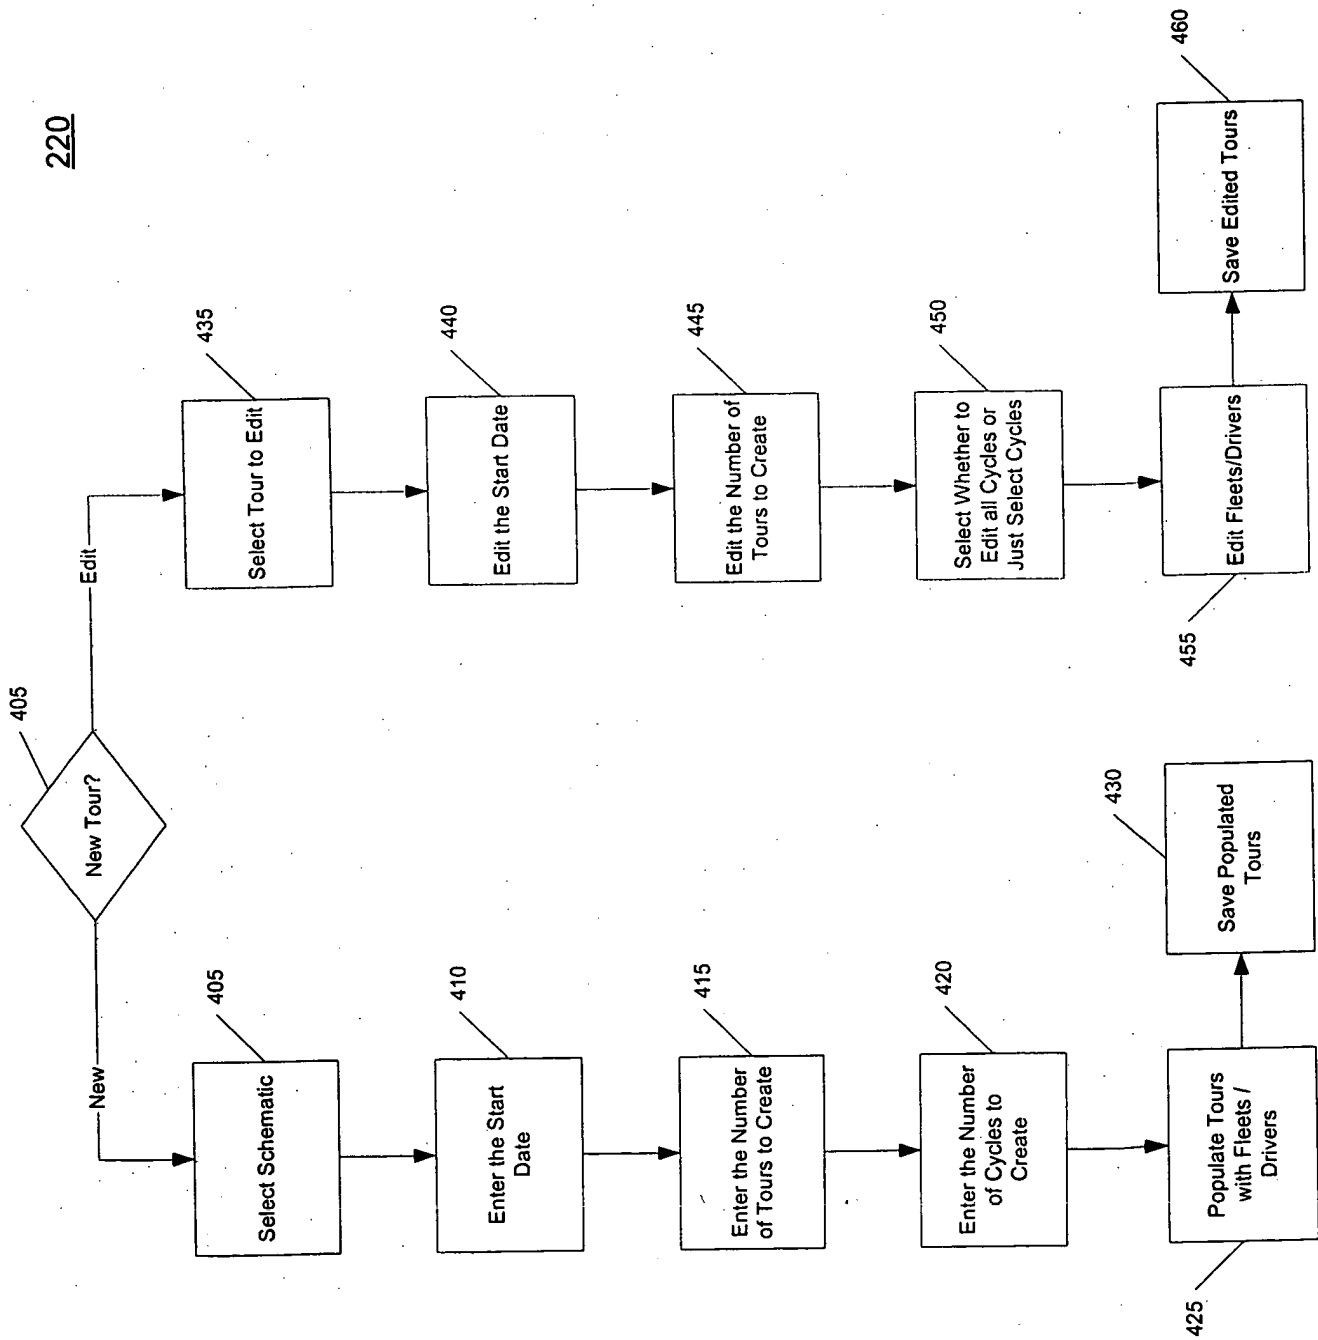 220
405
New Tour?
New
Edit
405
Select Schematic
410
Enter the Start
Date
415
Enter the Number
of Tours to Create
420
Enter the Number
of Cycles to
Create
425
Populate Tours
with Fleets /
Drivers
430
Save Populated
Tours
435
Select Tour to Edit
440
Edit the Start Date
445
Edit the Number of
Tours to Create
450
Select Whether to
Edit all Cycles or
Just Select Cycles
455
Edit Fleets/Drivers
460
Save Edited Tours